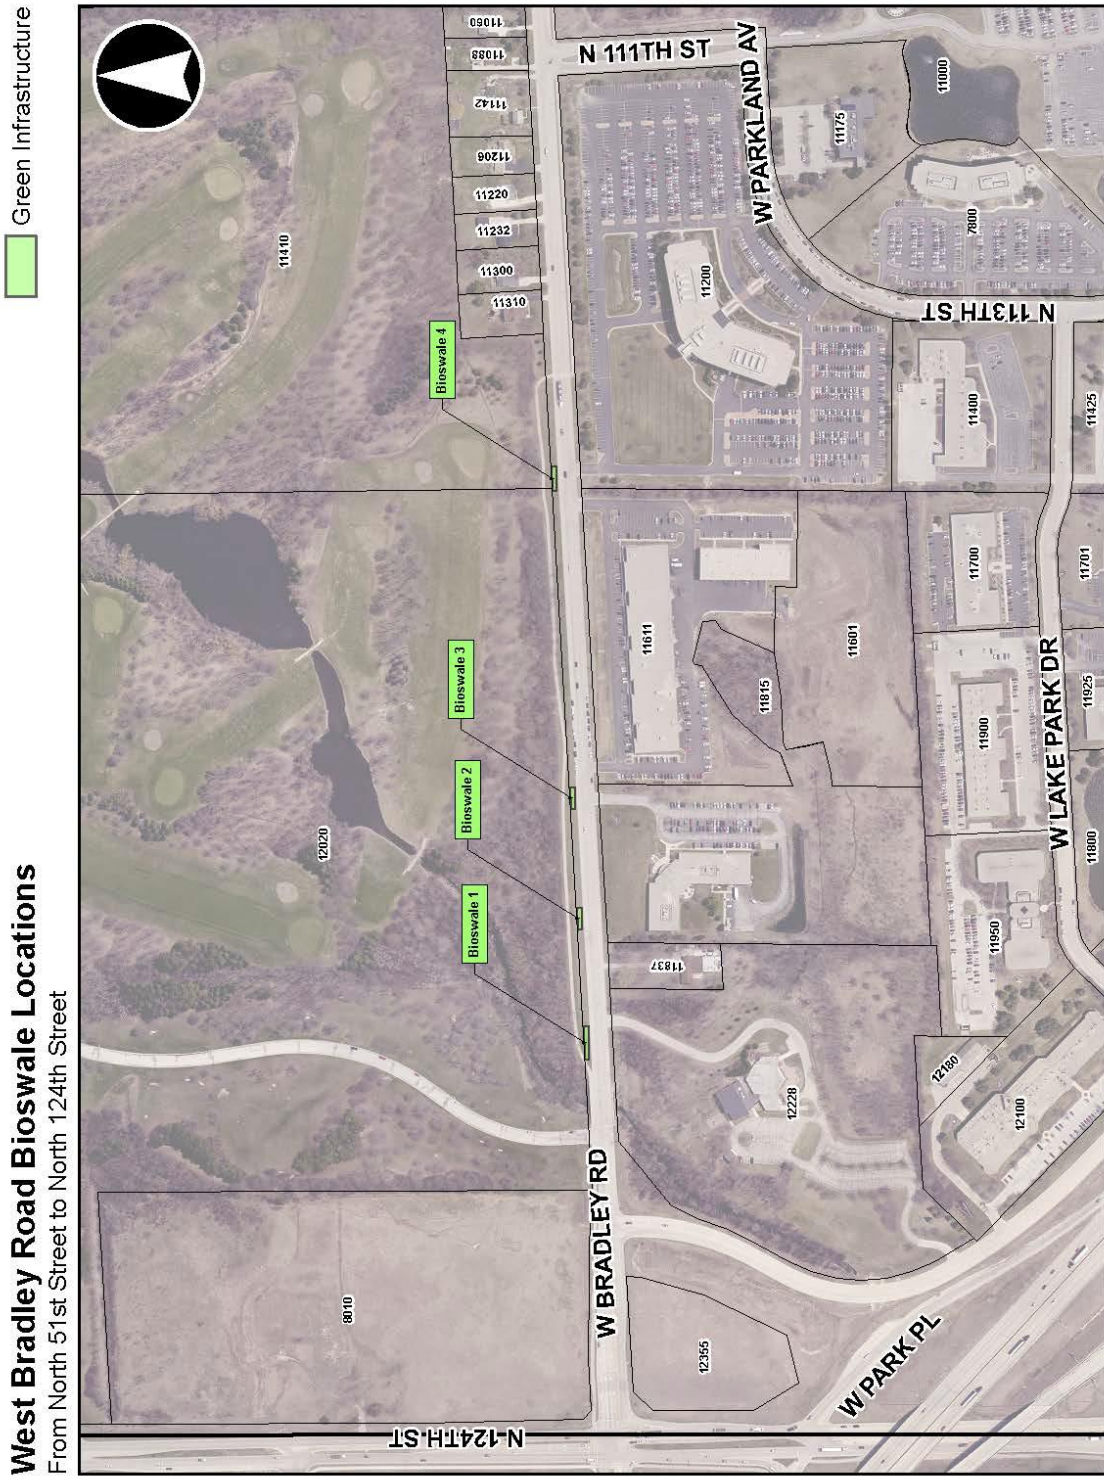 West Bradley Road Bioswale Locations
From North 51st Street to North 124th Street
Green Infrastructure
11410
12020
8010
11060
11088
11142
11206
11220
11232
11300
11310
Bioswale 1
Bioswale 2
Bioswale 3
Bioswale 4
N 124TH ST
W BRADLEY RD
N 111TH ST
W PARKLAND AV
11175
11000
7800
11200
N 113TH ST
11400
11425
11611
11815
11601
11700
11701
11837
11900
11925
W LAKE PARK DR
11800
11950
12228
12180
12100
12355
W PARK PL